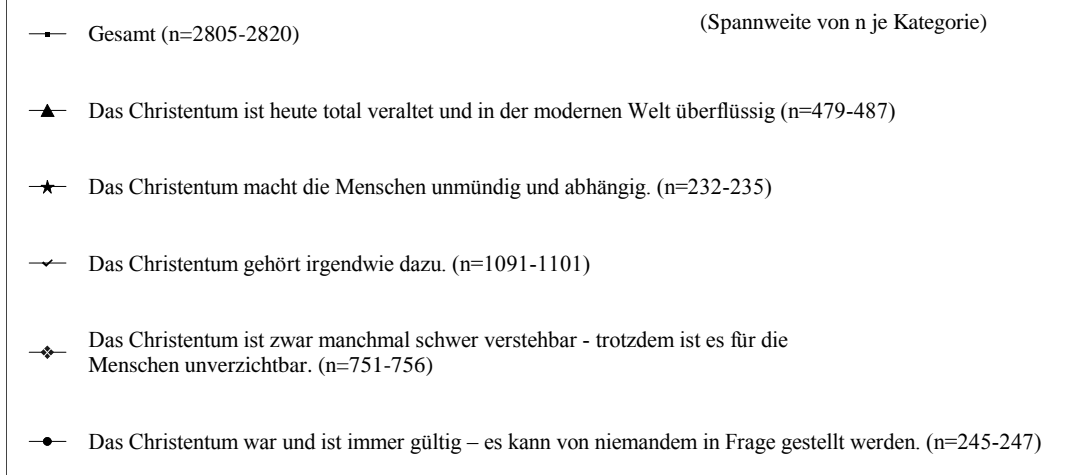 (Spannweite von n je Kategorie)
Gesamt (n=2805-2820)
Das Christentum ist heute total veraltet und in der modernen Welt überflüssig (n=479-487)
Das Christentum macht die Menschen unmündig und abhängig. (n=232-235)
Das Christentum gehört irgendwie dazu. (n=1091-1101)
Das Christentum ist zwar manchmal schwer verstehbar - trotzdem ist es für die
Menschen unverzichtbar. (n=751-756)
Das Christentum war und ist immer gültig – es kann von niemandem in Frage gestellt werden. (n=245-247)